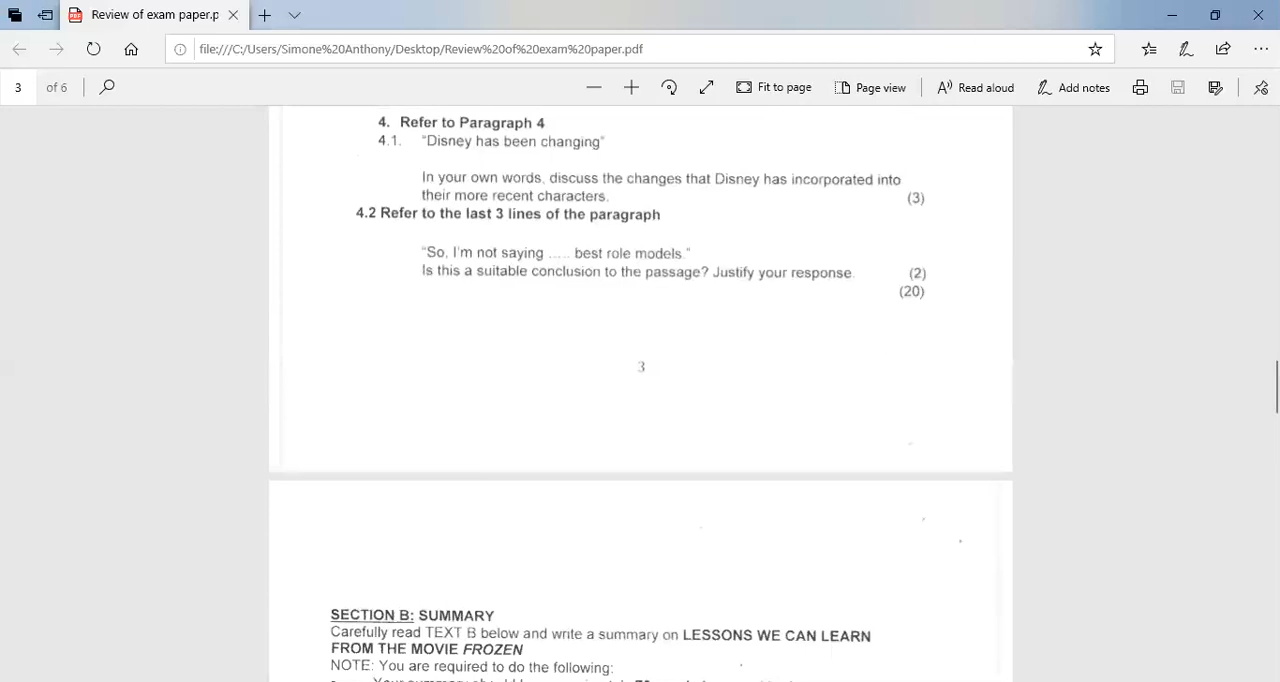 Review of exam paper.p
file:///C:/Users/Simone%20Anthony/Desktop/Review%20of%20exam%20paper.pdf
3 of 6 Fit to page Page view Read aloud Add notes
4. Refer to Paragraph 4
4.1. "Disney has been changing"
In your own words, discuss the changes that Disney has incorporated into
their more recent characters. (3)
4.2 Refer to the last 3 lines of the paragraph
"So, I'm not saying ..... best role models."
Is this a suitable conclusion to the passage? Justify your response. (2)
(20)
3
SECTION B: SUMMARY
Carefully read TEXT B below and write a summary on LESSONS WE CAN LEARN
FROM THE MOVIE FROZEN
NOTE: You are required to do the following: